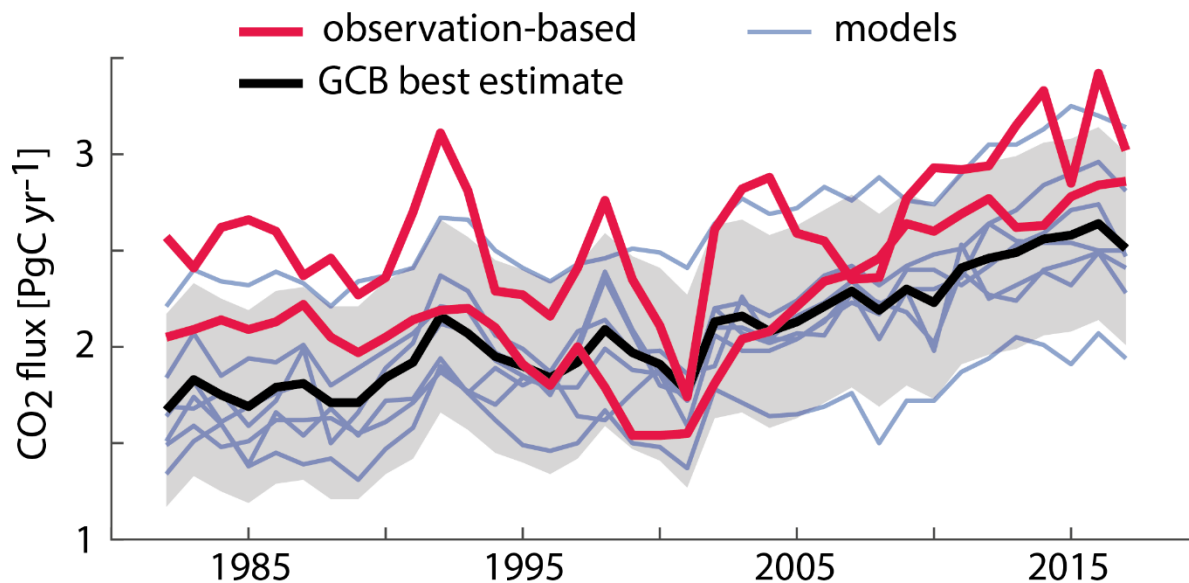 observation-based models
GCB best estimate
CO2 flux [PgC yr-1]
3
2
1
1985 1995 2005 2015